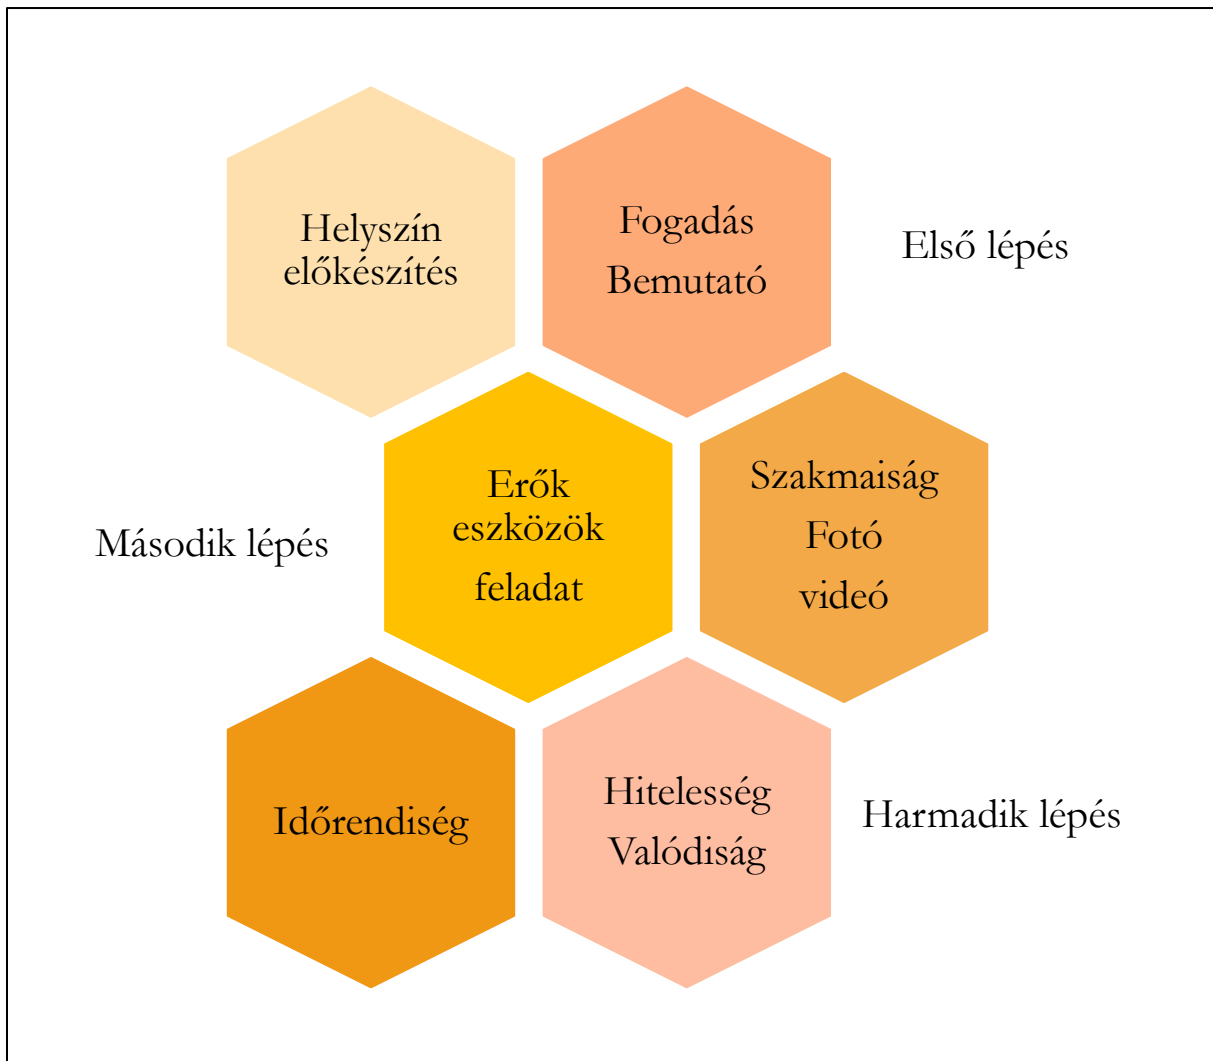 Helyszín
előkészítés
Fogadás
Bemutató
Első lépés
Második lépés
Erők
eszközök
feladat
Szakmaiság
Fotó
videó
Időrendiség
Hitelesség
Valódiság
Harmadik lépés